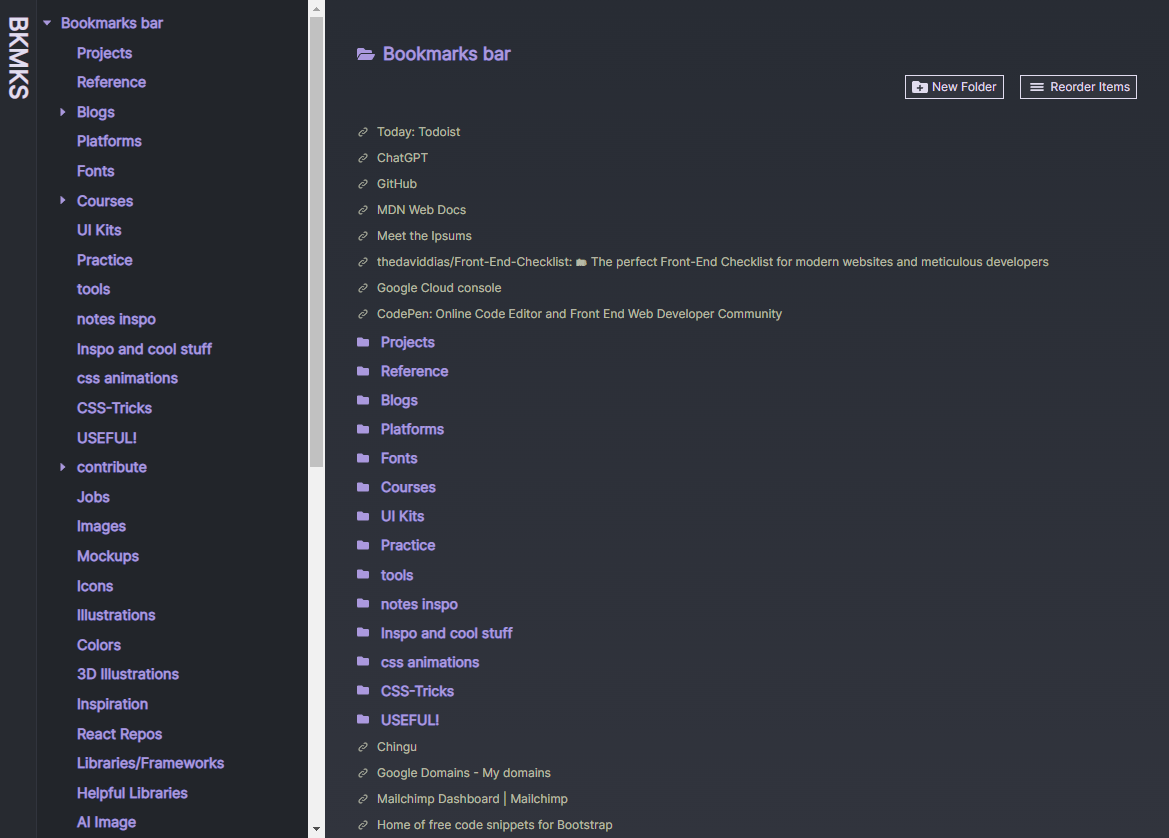 BKMKS
Bookmarks bar
Projects
Reference
Blogs
Platforms
Fonts
Courses
UI Kits
Practice
tools
notes inspo
Inspo and cool stuff
css animations
CSS-Tricks
USEFUL!
contribute
Jobs
Images
Mockups
Icons
Illustrations
Colors
3D Illustrations
Inspiration
React Repos
Libraries/Frameworks
Helpful Libraries
AI Image
Bookmarks bar
New Folder
Reorder Items
Today: Todoist
ChatGPT
GitHub
MDN Web Docs
Meet the Ipsums
thedaviddias/Front-End-Checklist: 🗂 The perfect Front-End Checklist for modern websites and meticulous developers
Google Cloud console
CodePen: Online Code Editor and Front End Web Developer Community
Projects
Reference
Blogs
Platforms
Fonts
Courses
UI Kits
Practice
tools
notes inspo
Inspo and cool stuff
css animations
CSS-Tricks
USEFUL!
Chingu
Google Domains - My domains
Mailchimp Dashboard | Mailchimp
Home of free code snippets for Bootstrap